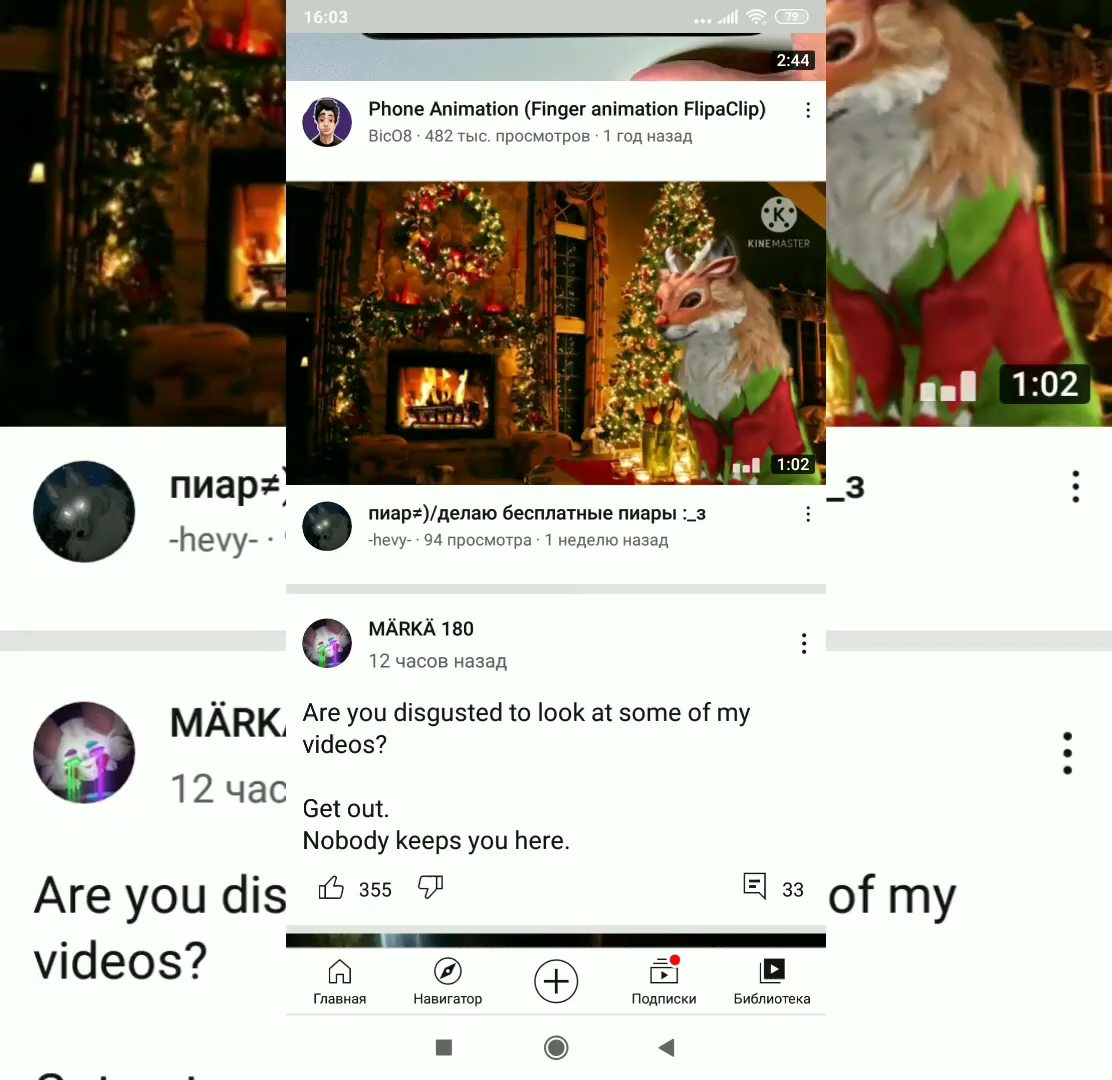 16:03
79
2:44
Phone Animation (Finger animation FlipaClip)
BicO8 · 482 тыс. просмотров · 1 год назад
K
KINEMASTER
1:02
1:02
пиар≠)/делаю бесплатные пиары :_з
-hevy- · 94 просмотра · 1 неделю назад
пиар≠)
_з
-hevy- ·
MÄRKÄ 180
12 часов назад
MÄRKÄ
12 час
Are you disgusted to look at some of my
videos?
Get out.
Nobody keeps you here.
Are you dis
of my
videos?
355
33
Главная
Навигатор
Подписки
Библиотека